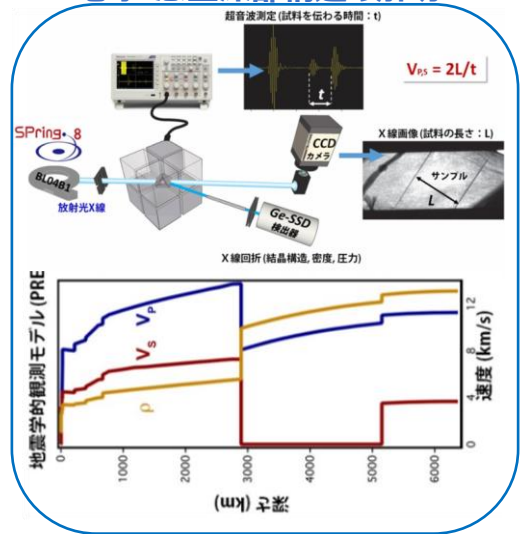 超音波測定 (試料を伝わる時間：t)
t
V_P,S = 2L/t
SPring-8
BL04B1
放射光X線
CCD
カメラ
X線画像 (試料の長さ：L)
サンプル
L
Ge-SSD
検出器
X線回折 (結晶構造, 密度, 圧力)
地震学的観測モデル (PRE
V_P
V_S
ρ
12
8
4
0
速度 (km/s)
0
1000
2000
3000
4000
5000
6000
深さ (km)